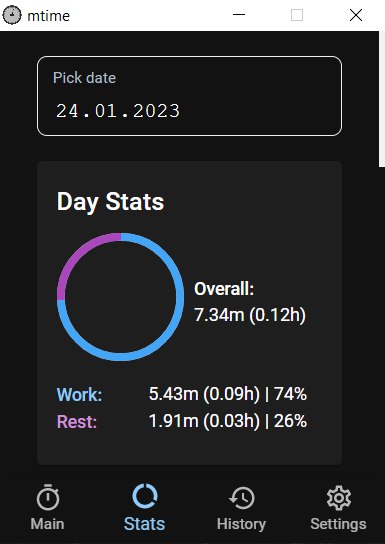 mtime
Pick date
24.01.2023
Day Stats
Overall:
7.34m (0.12h)
Work: 5.43m (0.09h) | 74%
Rest: 1.91m (0.03h) | 26%
Main Stats History Settings